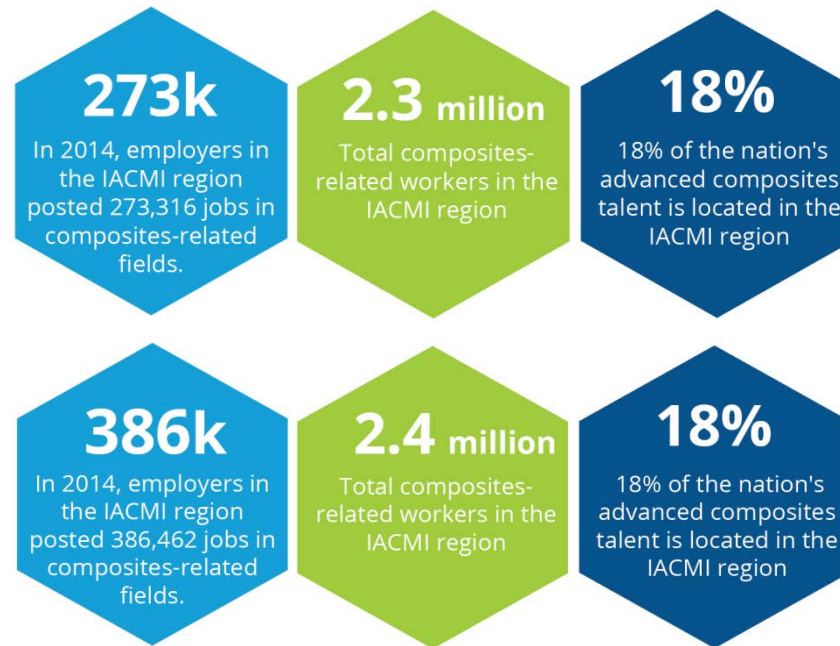 273k
In 2014, employers in
the IACMI region
posted 273,316 jobs in
composites-related
fields.
2.3 million
Total composites-
related workers in the
IACMI region
18%
18% of the nation's
advanced composites
talent is located in the
IACMI region
386k
In 2014, employers in
the IACMI region
posted 386,462 jobs in
composites-related
fields.
2.4 million
Total composites-
related workers in the
IACMI region
18%
18% of the nation's
advanced composites
talent is located in the
IACMI region